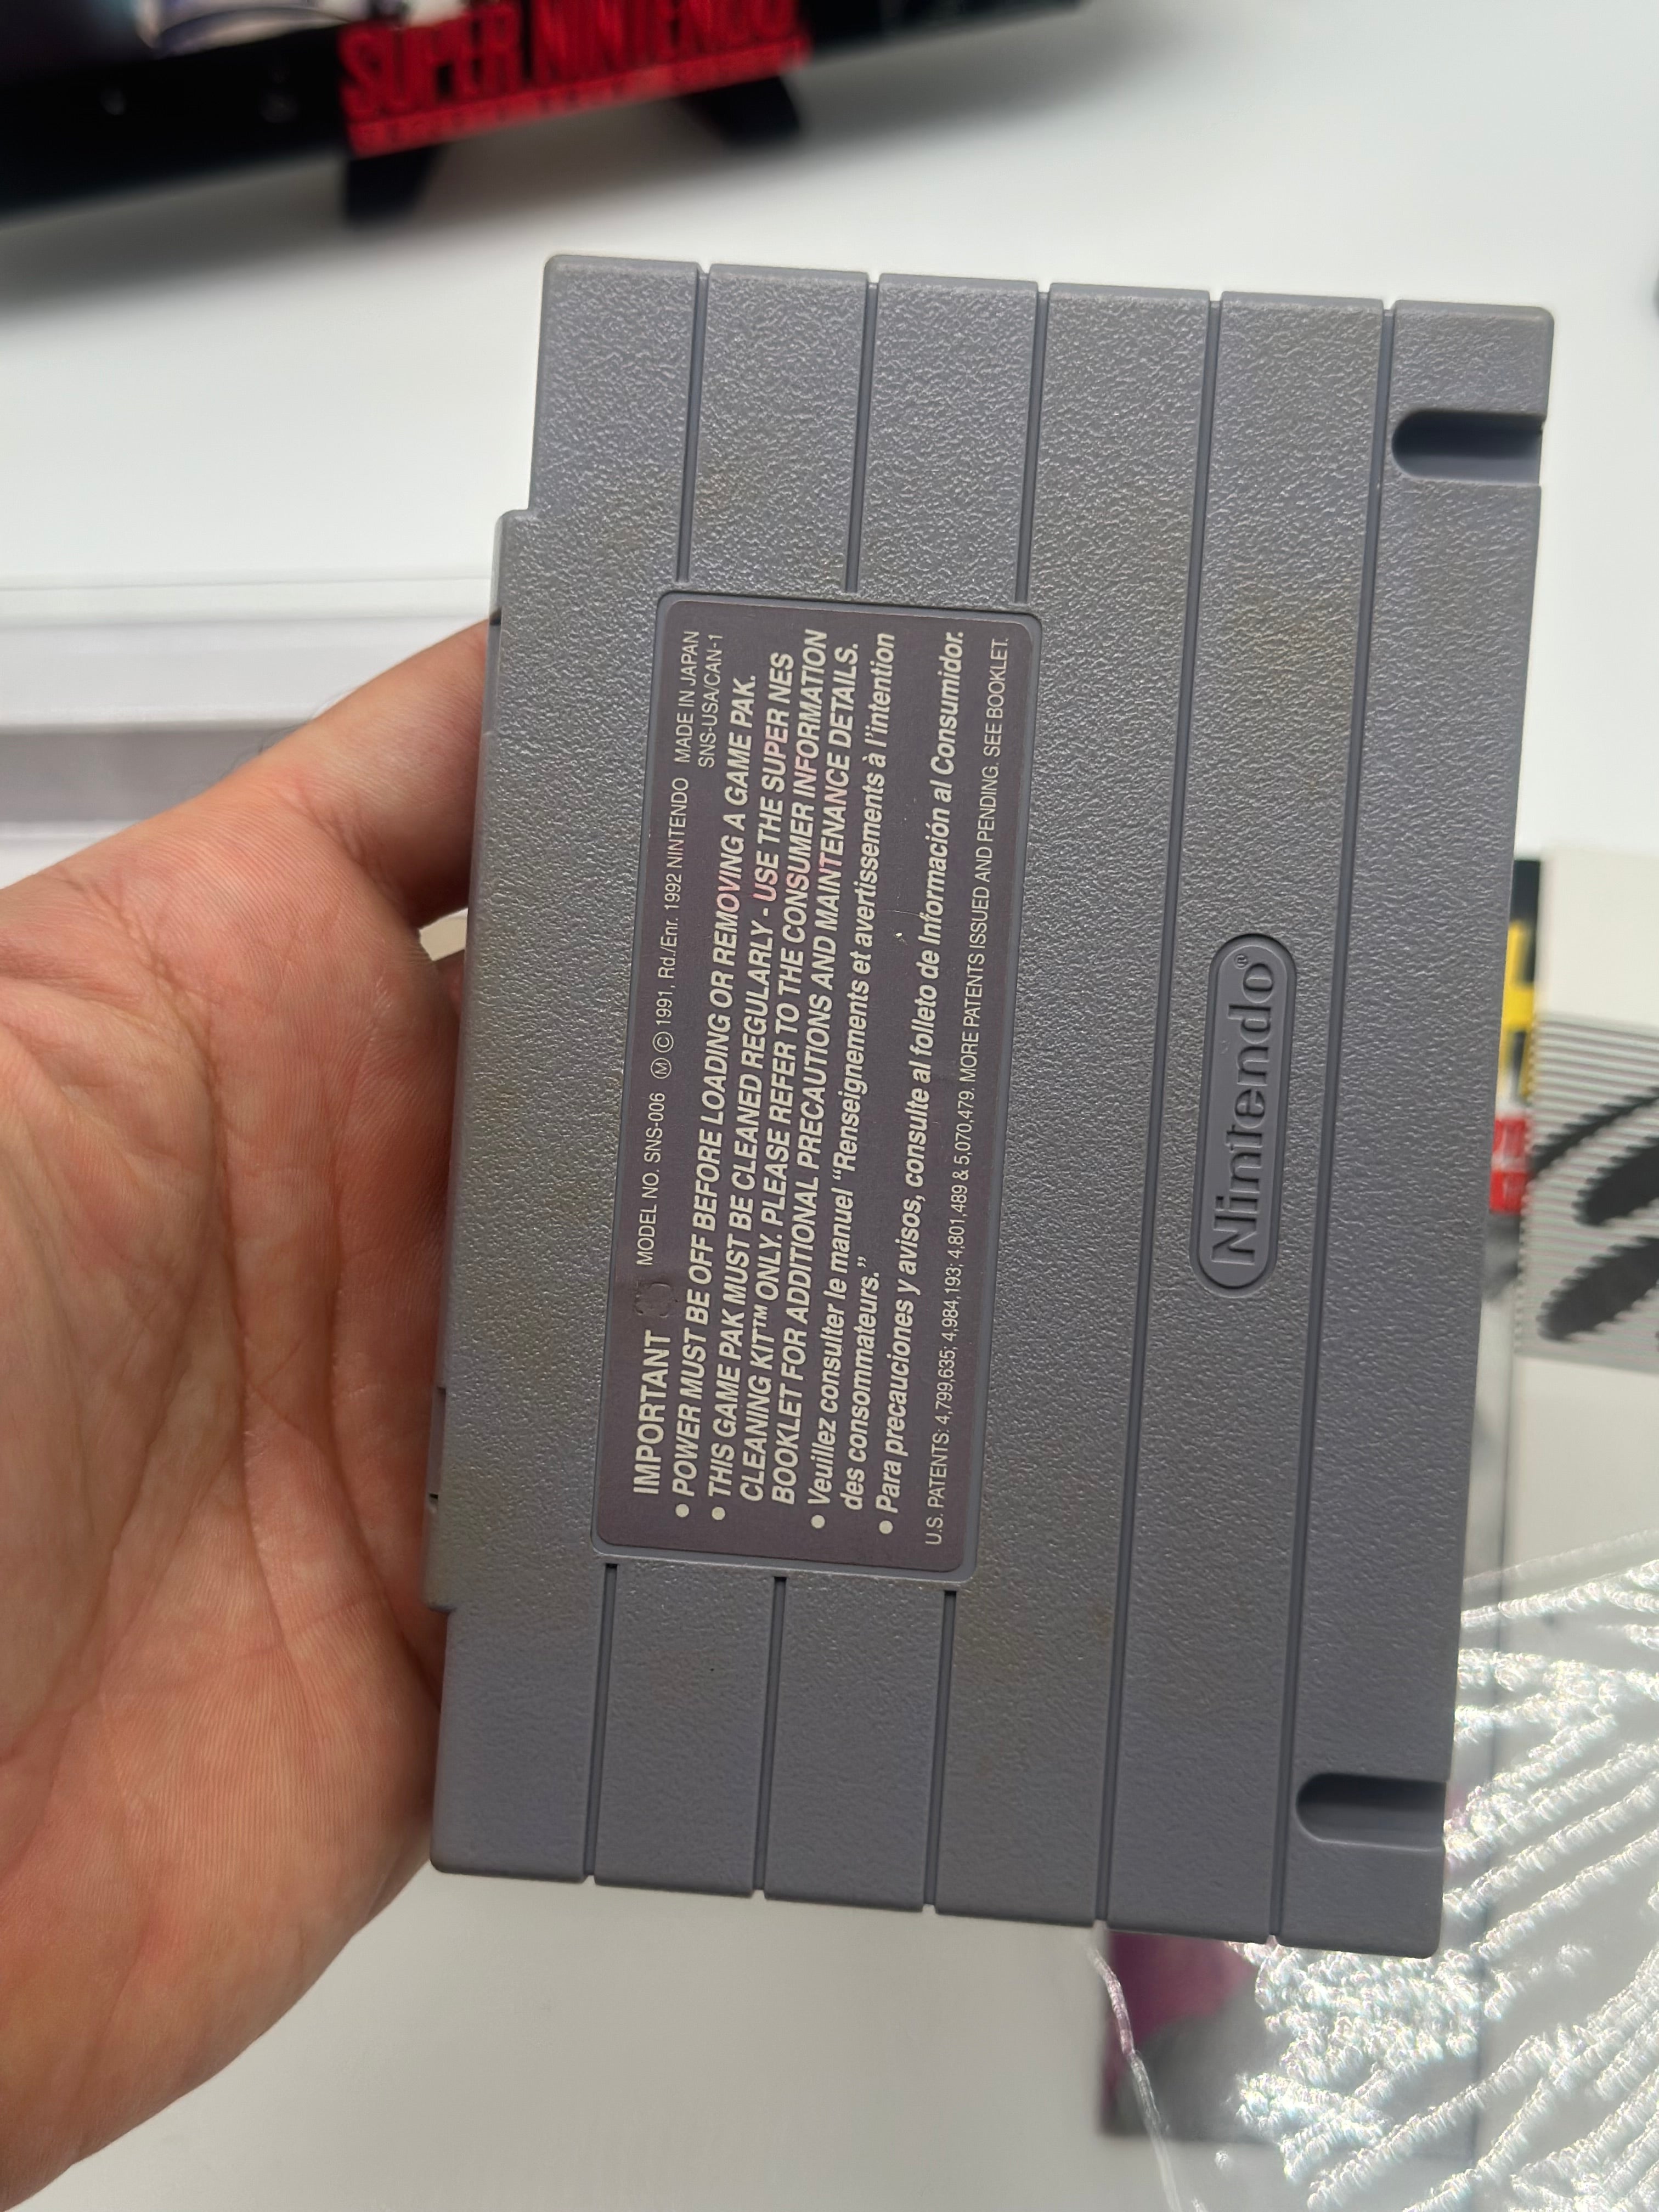 SUPER NINTENDO
IMPORTANT MODEL NO. SNS-006 Ⓜ © 1991, Rd./Enr. 1992 NINTENDO MADE IN JAPAN
SNS-USA/CAN-1
• POWER MUST BE OFF BEFORE LOADING OR REMOVING A GAME PAK.
• THIS GAME PAK MUST BE CLEANED REGULARLY - USE THE SUPER NES
CLEANING KIT™ ONLY. PLEASE REFER TO THE CONSUMER INFORMATION
BOOKLET FOR ADDITIONAL PRECAUTIONS AND MAINTENANCE DETAILS.
• Veuillez consulter le manuel “Renseignements et avertissements à l'intention
des consommateurs.”
• Para precauciones y avisos, consulte al folleto de Información al Consumidor.
U.S. PATENTS: 4,799,635; 4,984,193; 4,801,489 & 5,070,479. MORE PATENTS ISSUED AND PENDING. SEE BOOKLET.
Nintendo®